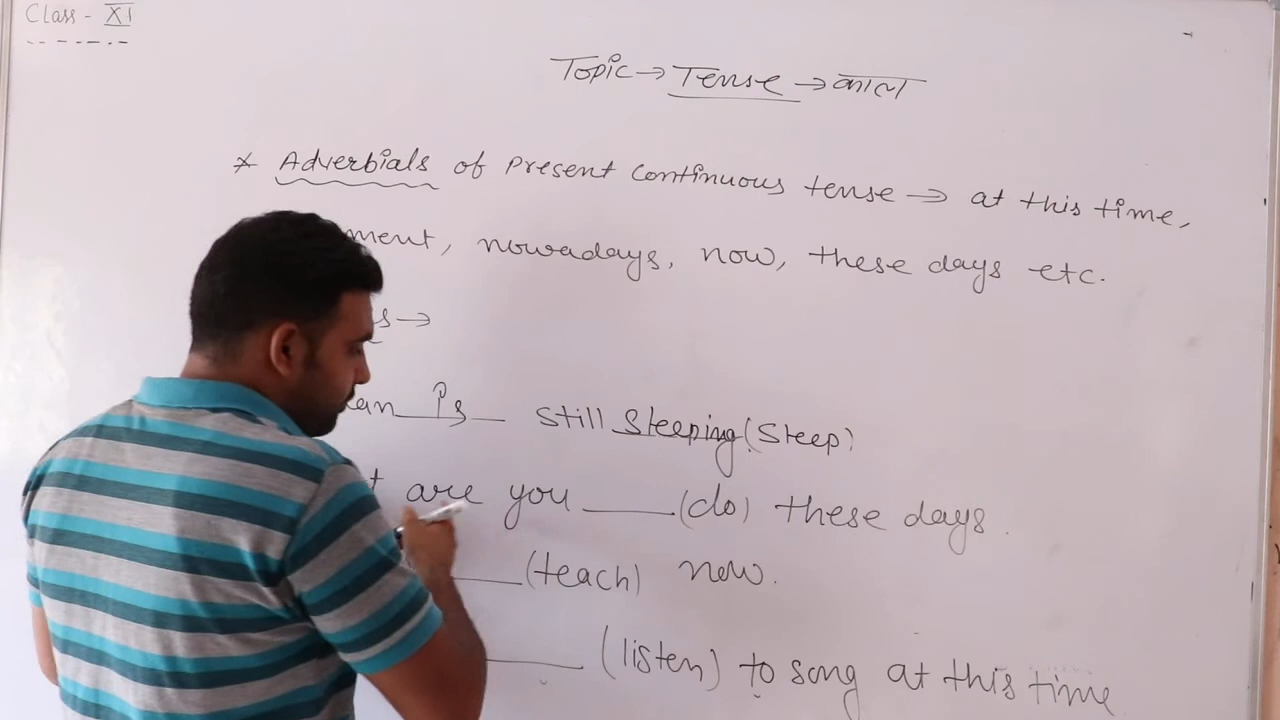 Class - XI
Topic → Tense → काल
* Adverbials of Present Continuous tense → at this time,
ment, nowadays, now, these days etc.
s →
is still sleeping (sleep)
are you ____ (do) these days.
____ (teach) now.
____ (listen) to song at this time